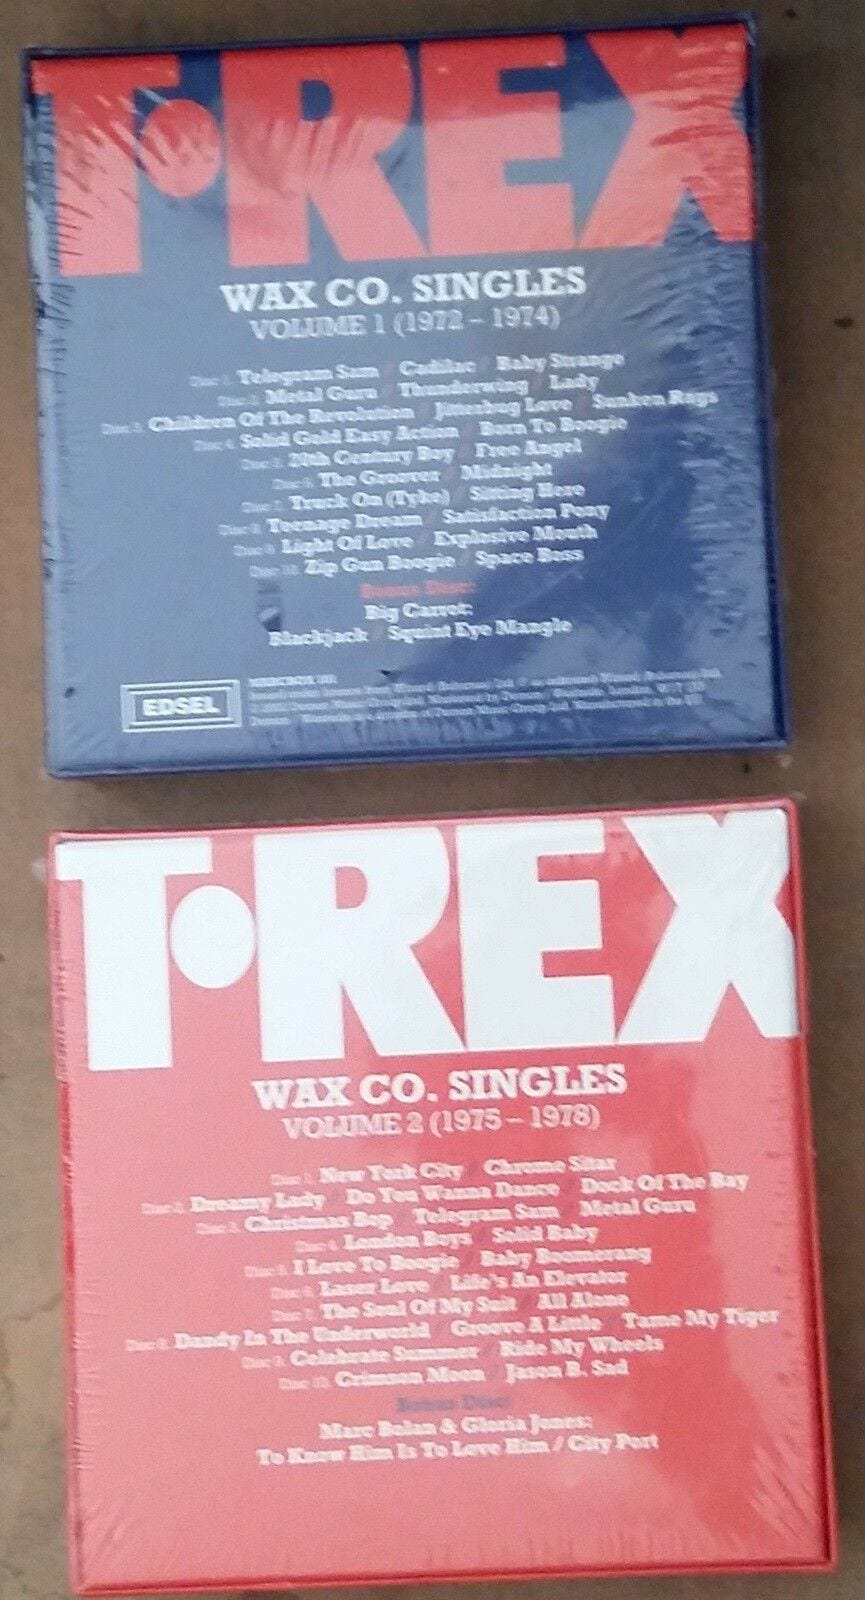 T•REX
WAX CO. SINGLES
VOLUME 1 (1972 – 1974)
Disc 1. Telegram Sam / Cadilac / Baby Strange
Disc 2. Metal Guru / Thunderwing / Lady
Disc 3. Children Of The Revolution / Jitterbug Love / Sunken Rags
Disc 4. Solid Gold Easy Action / Born To Boogie
Disc 5. 20th Century Boy / Free Angel
Disc 6. The Groover / Midnight
Disc 7. Truck On (Tyke) / Sitting Here
Disc 8. Teenage Dream / Satisfaction Pony
Disc 9. Light Of Love / Explosive Mouth
Disc 10. Zip Gun Boogie / Space Boss
Bonus Disc:
Big Carrot:
Blackjack / Squint Eye Mangle
EDSEL
T•REX
WAX CO. SINGLES
VOLUME 2 (1975 – 1978)
Disc 1. New York City / Chrome Sitar
Disc 2. Dreamy Lady / Do You Wanna Dance / Dock Of The Bay
Disc 3. Christmas Bop / Telegram Sam / Metal Guru
Disc 4. London Boys / Solid Baby
Disc 5. I Love To Boogie / Baby Boomerang
Disc 6. Laser Love / Life's An Elevator
Disc 7. The Soul Of My Suit / All Alone
Disc 8. Dandy In The Underworld / Groove A Little / Tame My Tiger
Disc 9. Celebrate Summer / Ride My Wheels
Disc 10. Crimson Moon / Jason B. Sad
Bonus Disc:
Marc Bolan & Gloria Jones:
To Know Him Is To Love Him / City Port